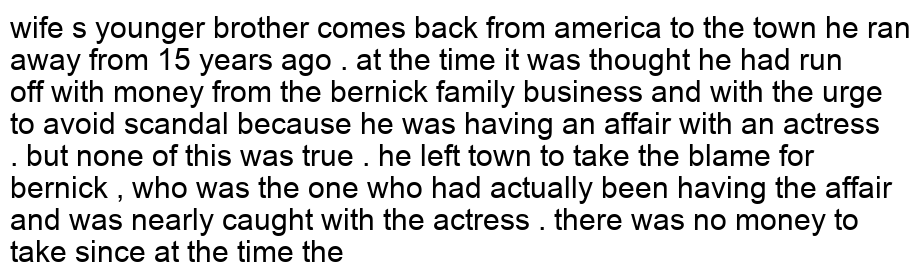 wife s younger brother comes back from america to the town he ran
away from 15 years ago . at the time it was thought he had run
off with money from the bernick family business and with the urge
to avoid scandal because he was having an affair with an actress
. but none of this was true . he left town to take the blame for
bernick , who was the one who had actually been having the affair
and was nearly caught with the actress . there was no money to
take since at the time the